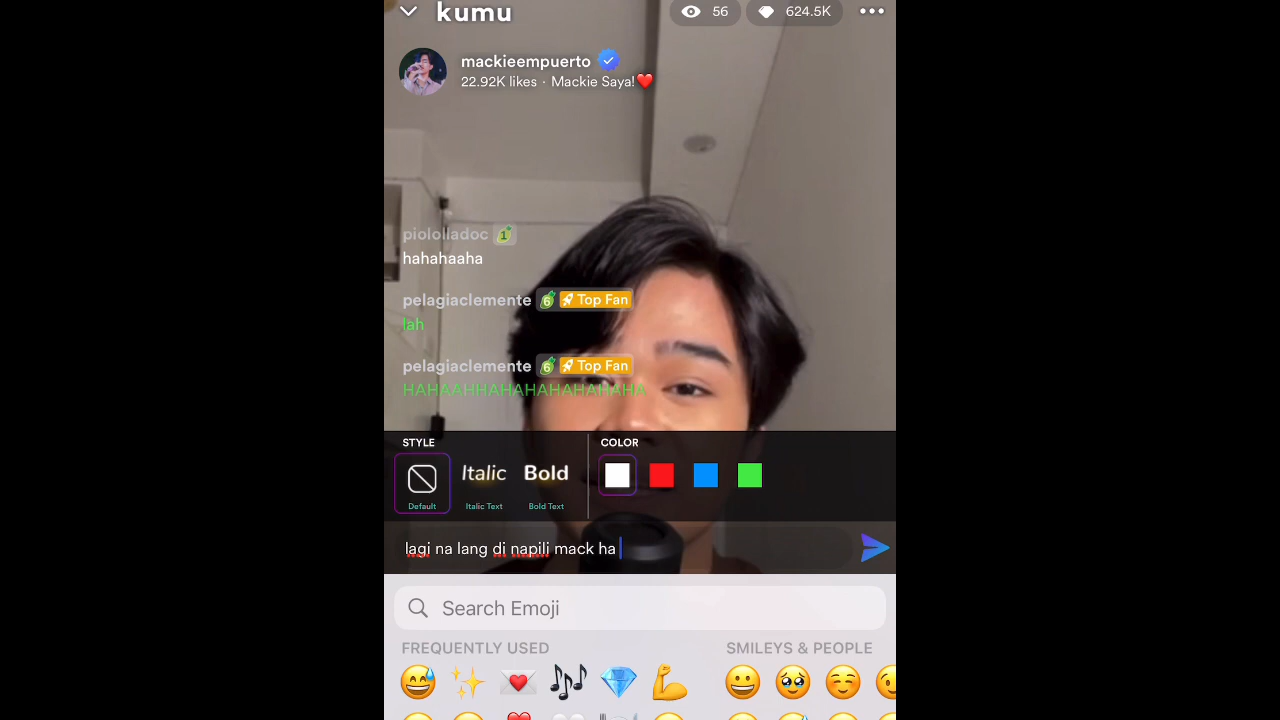 kumu
56
624.5K
mackieempuerto
22.92K likes · Mackie Saya!❤️
piololladoc 1
hahahaaha
pelagiaclemente 6 Top Fan
lah
pelagiaclemente 6 Top Fan
HAHAAHHAHAHAHAHAHAHA
STYLE
COLOR
Italic
Bold
Default
Italic Text
Bold Text
lagi na lang di napili mack ha
Search Emoji
FREQUENTLY USED
SMILEYS & PEOPLE